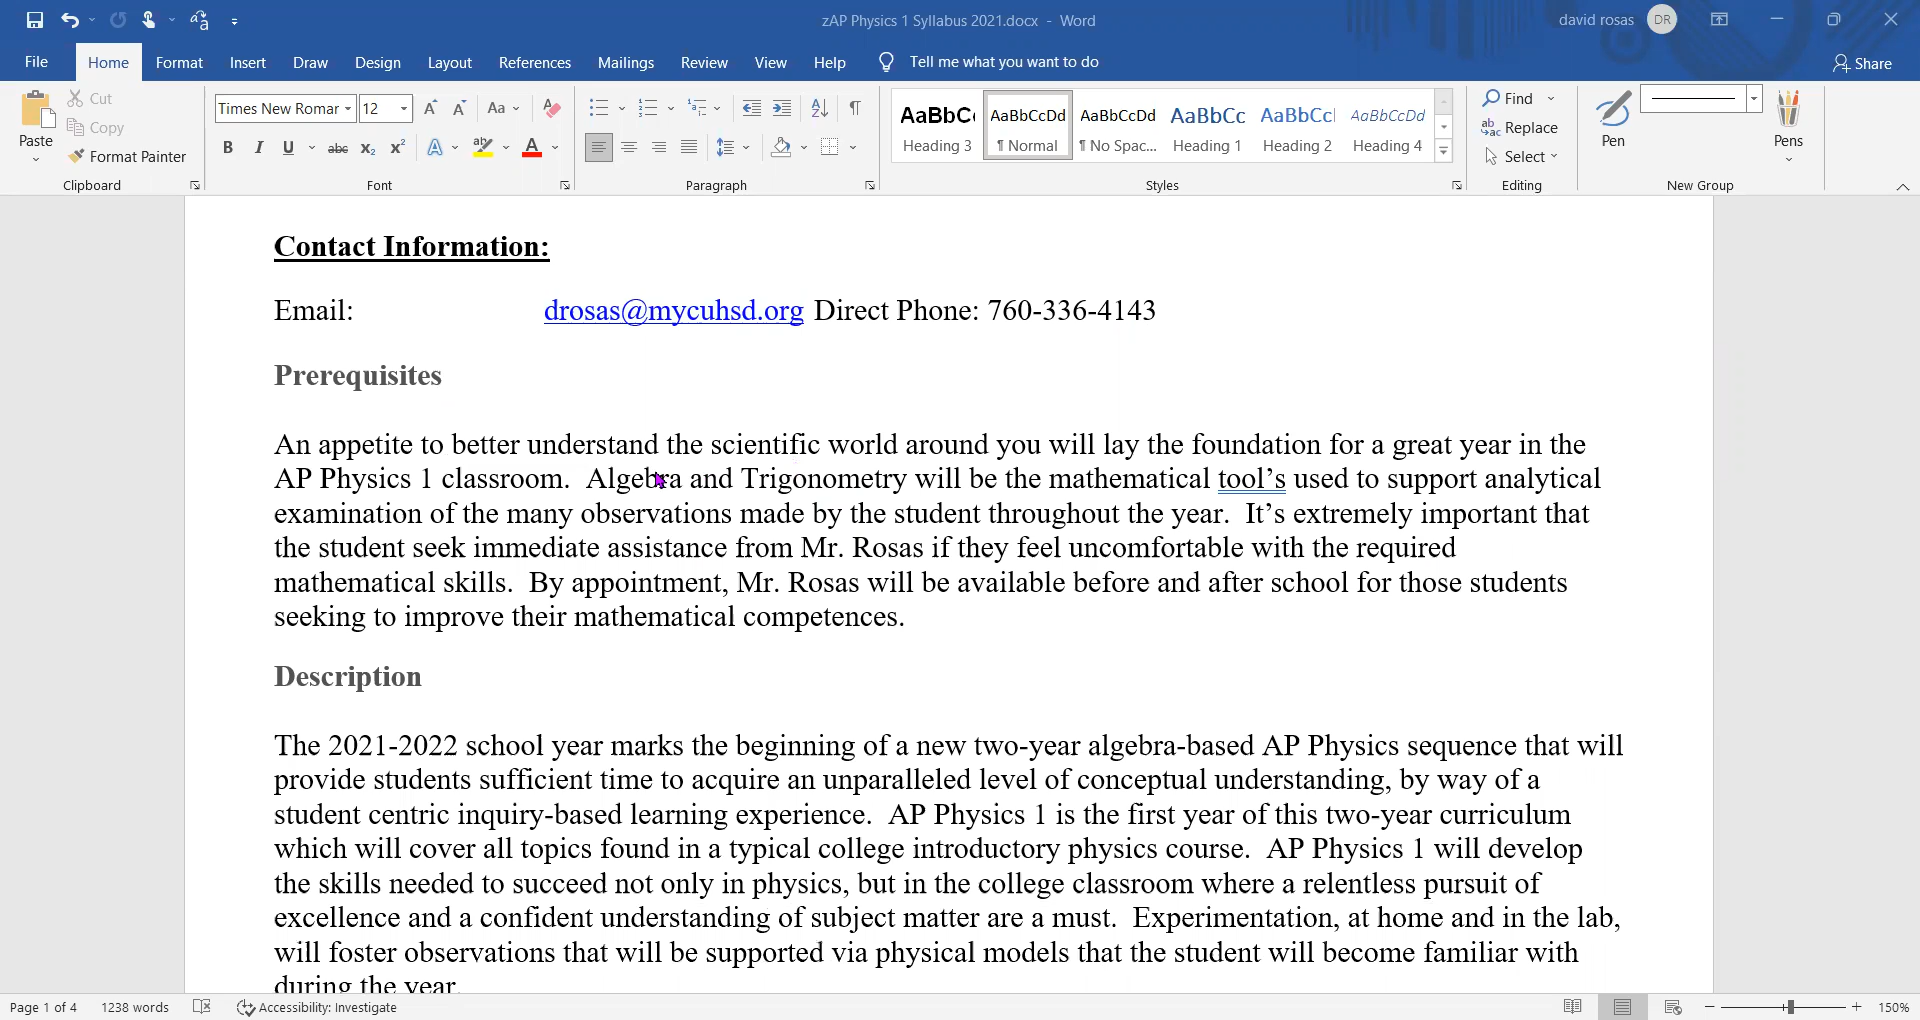 zAP Physics 1 Syllabus 2021.docx - Word
david rosas DR
File Home Format Insert Draw Design Layout References Mailings Review View Help Tell me what you want to do Share
Paste Cut Copy Format Painter
Times New Romar 12
Find Replace Select
Pen Pens
AaBbC AaBbCcDd AaBbCcDd AaBbCc AaBbCcl AaBbCcDd
Heading 3 ¶ Normal ¶ No Spac... Heading 1 Heading 2 Heading 4
Clipboard Font Paragraph Styles Editing New Group
Contact Information:
Email: drosas@mycuhsd.org Direct Phone: 760-336-4143
Prerequisites
An appetite to better understand the scientific world around you will lay the foundation for a great year in the
AP Physics 1 classroom.  Algebra and Trigonometry will be the mathematical tool’s used to support analytical
examination of the many observations made by the student throughout the year.  It’s extremely important that
the student seek immediate assistance from Mr. Rosas if they feel uncomfortable with the required
mathematical skills.  By appointment, Mr. Rosas will be available before and after school for those students
seeking to improve their mathematical competences.
Description
The 2021-2022 school year marks the beginning of a new two-year algebra-based AP Physics sequence that will
provide students sufficient time to acquire an unparalleled level of conceptual understanding, by way of a
student centric inquiry-based learning experience.  AP Physics 1 is the first year of this two-year curriculum
which will cover all topics found in a typical college introductory physics course.  AP Physics 1 will develop
the skills needed to succeed not only in physics, but in the college classroom where a relentless pursuit of
excellence and a confident understanding of subject matter are a must.  Experimentation, at home and in the lab,
will foster observations that will be supported via physical models that the student will become familiar with
during the year.
Page 1 of 4 1238 words Accessibility: Investigate 150%